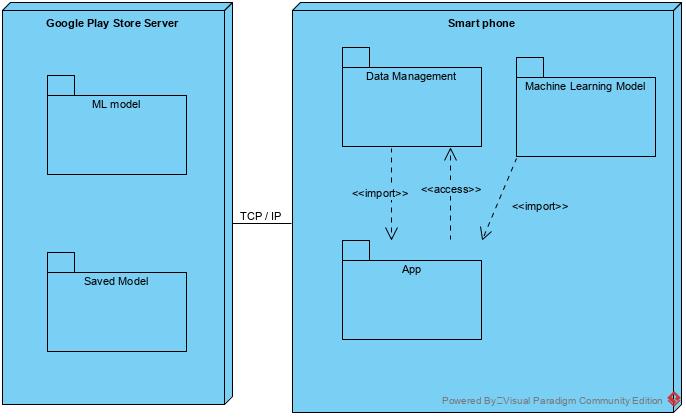 Google Play Store Server
Smart phone
Data Management
Machine Learning Model
ML model
<<import>>
<<access>>
<<import>>
TCP / IP
App
Saved Model
Powered By Visual Paradigm Community Edition